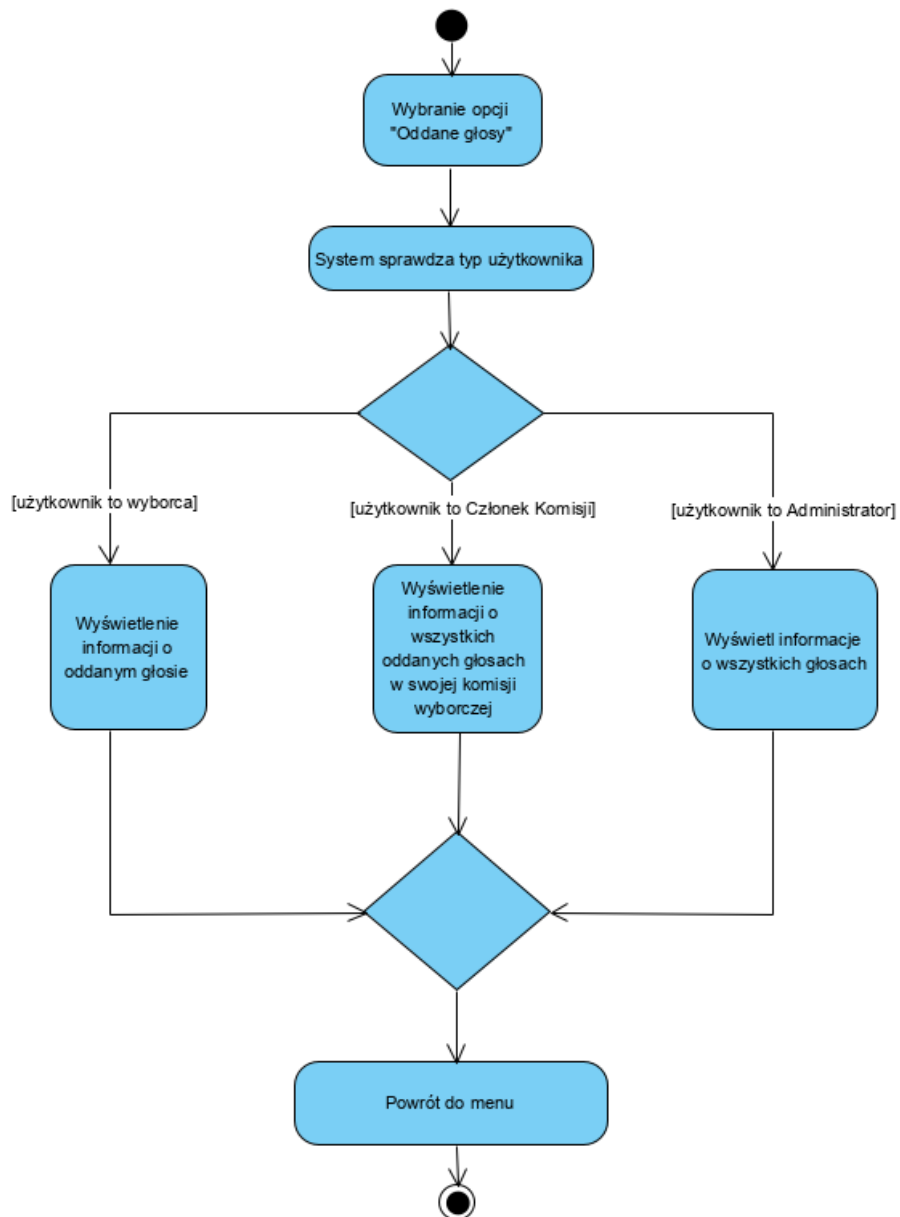 Wybranie opcji
"Oddane głosy"
System sprawdza typ użytkownika
[użytkownik to wyborca]
[użytkownik to Członek Komisji]
[użytkownik to Administrator]
Wyświetlenie
informacji o
oddanym głosie
Wyświetlenie
informacji o
wszystkich
oddanych głosach
w swojej komisji
wyborczej
Wyświetl informacje
o wszystkich głosach
Powrót do menu